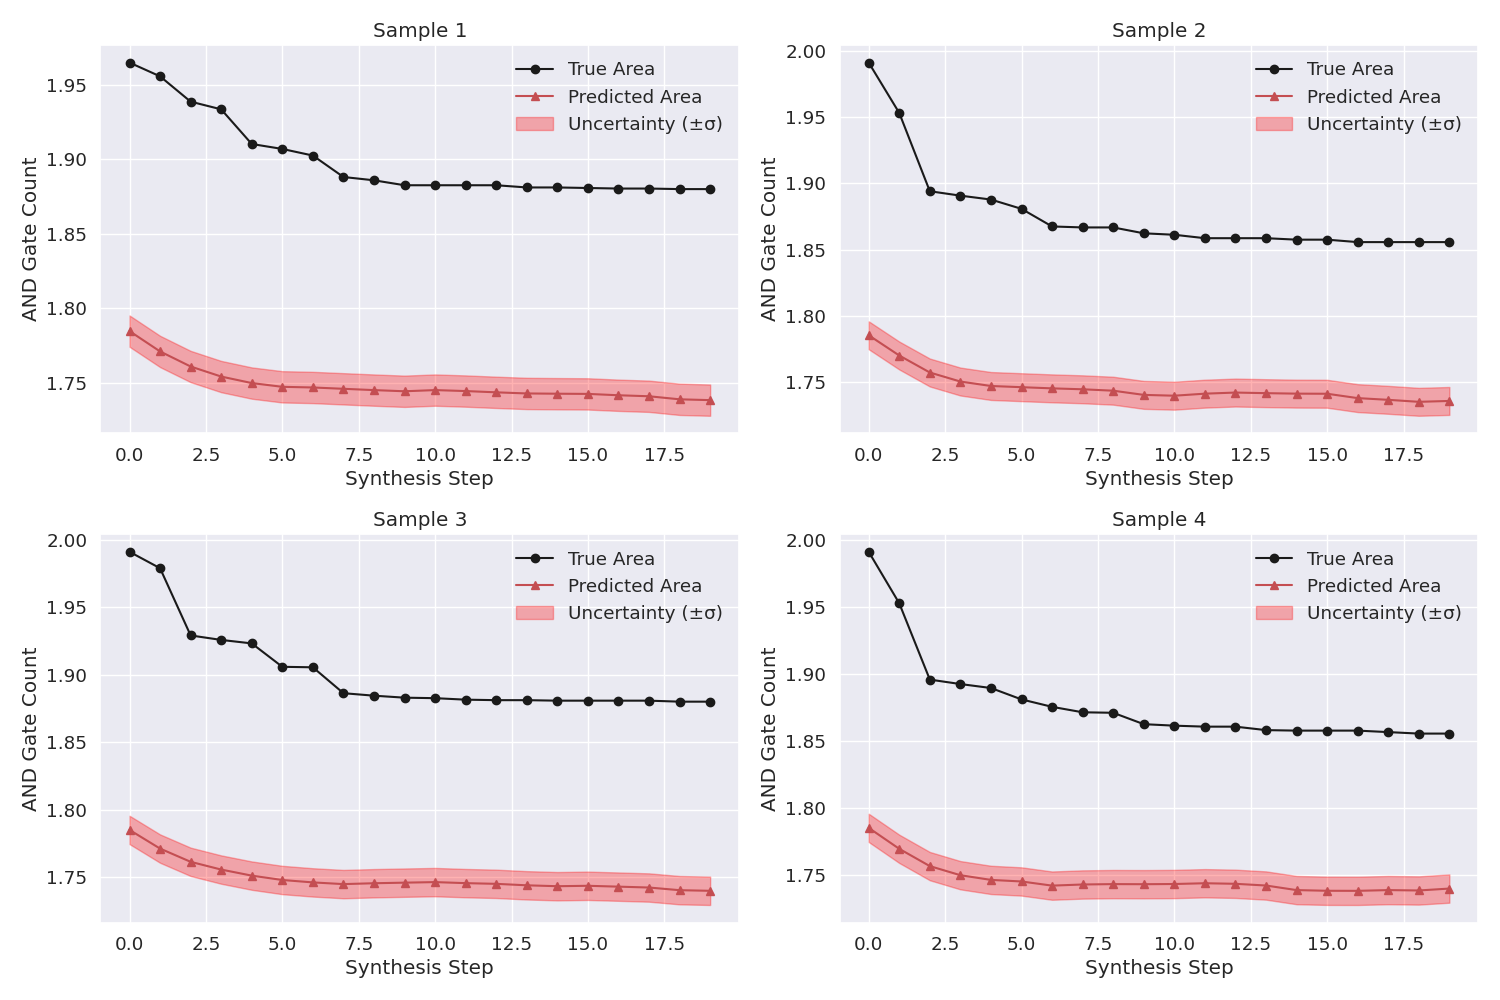 Sample 1
AND Gate Count
1.95
1.90
1.85
1.80
1.75
True Area
Predicted Area
Uncertainty (±σ)
0.0 2.5 5.0 7.5 10.0 12.5 15.0 17.5
Synthesis Step
Sample 2
AND Gate Count
2.00
1.95
1.90
1.85
1.80
1.75
True Area
Predicted Area
Uncertainty (±σ)
0.0 2.5 5.0 7.5 10.0 12.5 15.0 17.5
Synthesis Step
Sample 3
AND Gate Count
2.00
1.95
1.90
1.85
1.80
1.75
True Area
Predicted Area
Uncertainty (±σ)
0.0 2.5 5.0 7.5 10.0 12.5 15.0 17.5
Synthesis Step
Sample 4
AND Gate Count
2.00
1.95
1.90
1.85
1.80
1.75
True Area
Predicted Area
Uncertainty (±σ)
0.0 2.5 5.0 7.5 10.0 12.5 15.0 17.5
Synthesis Step